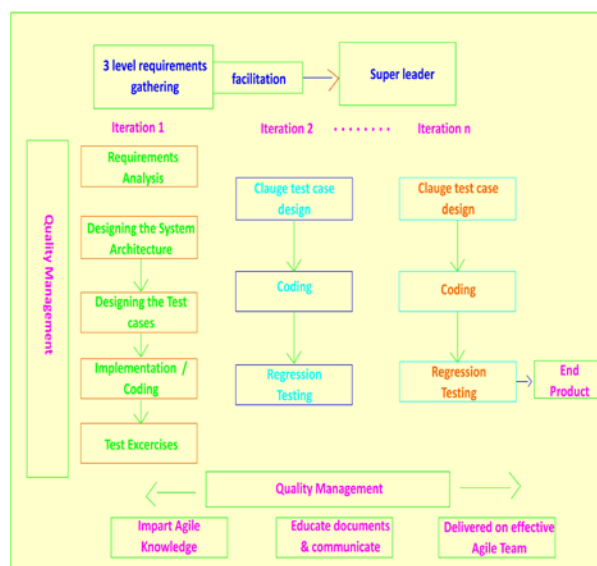 3 level requirements
gathering
facilitation
Super leader
Iteration 1
Iteration 2
........
Iteration n
Quality Management
Requirements
Analysis
Designing the System
Architecture
Designing the Test
cases
Implementation /
Coding
Test Excercises
Clauge test case
design
Coding
Regression
Testing
Clauge test case
design
Coding
Regression
Testing
End
Product
Quality Management
Impart Agile
Knowledge
Educate documents
& communicate
Delivered on effective
Agile Team